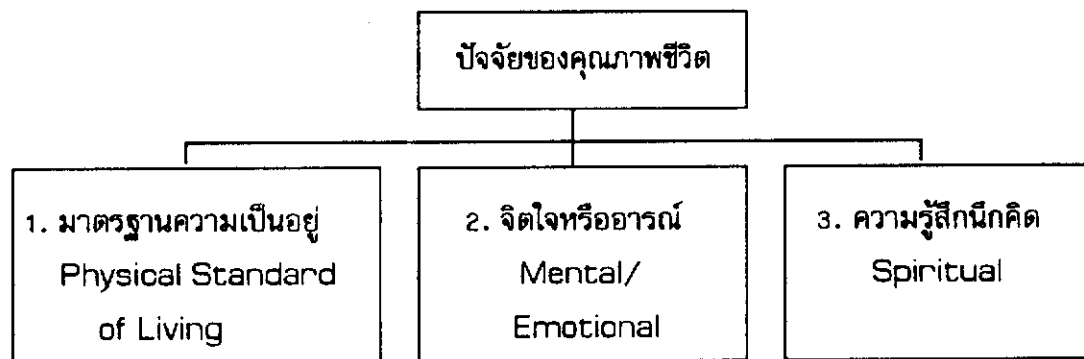 ปัจจัยของคุณภาพชีวิต
1. มาตรฐานความเป็นอยู่
Physical Standard
of Living
2. จิตใจหรืออารณ์
Mental/
Emotional
3. ความรู้สึกนึกคิด
Spiritual